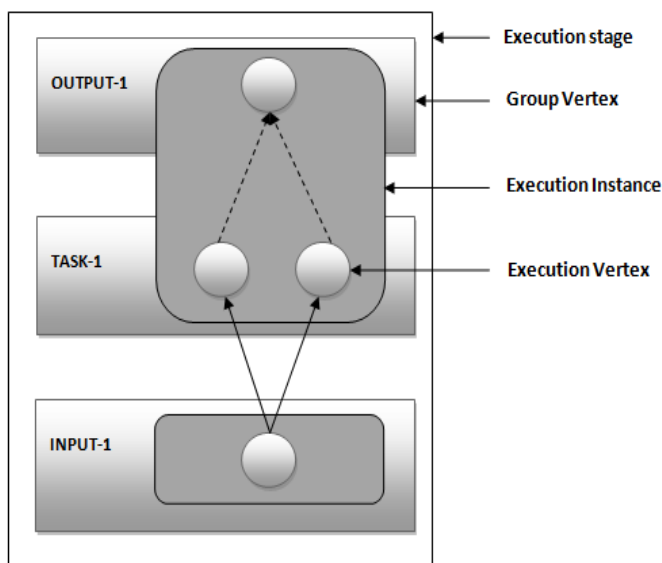 Execution stage
OUTPUT-1
Group Vertex
Execution Instance
TASK-1
Execution Vertex
INPUT-1